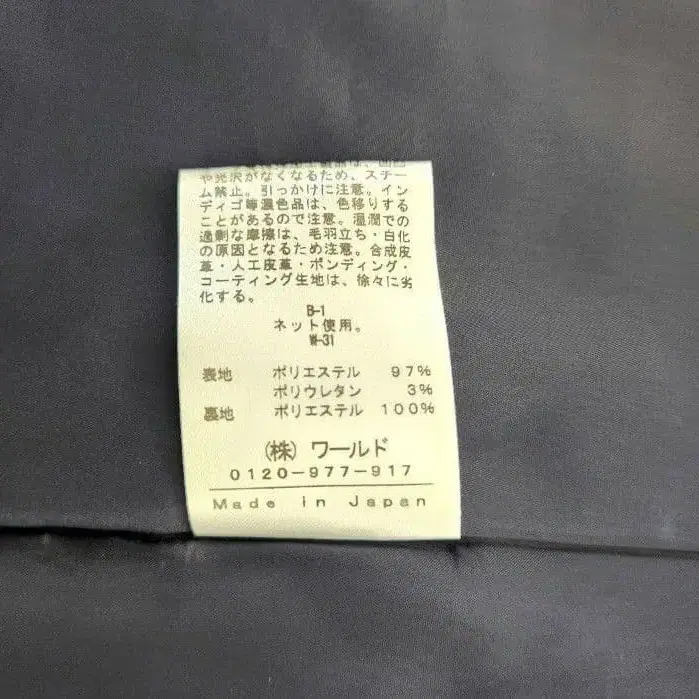 や光沢がなくなるため、スチー
ム禁止。引っかけに注意。イン
ディゴ等濃色品は、色移りする
ことがあるので注意。湿潤での
過剰な摩擦は、毛羽立ち・白化
の原因となるため注意。合成皮
革・人工皮革・ボンディング・
コーティング生地は、徐々に劣
化する。
B-1
ネット使用。
W-31
表地 ポリエステル 97%
ポリウレタン 3%
裏地 ポリエステル 100%
(株) ワールド
0120-977-917
Made in Japan